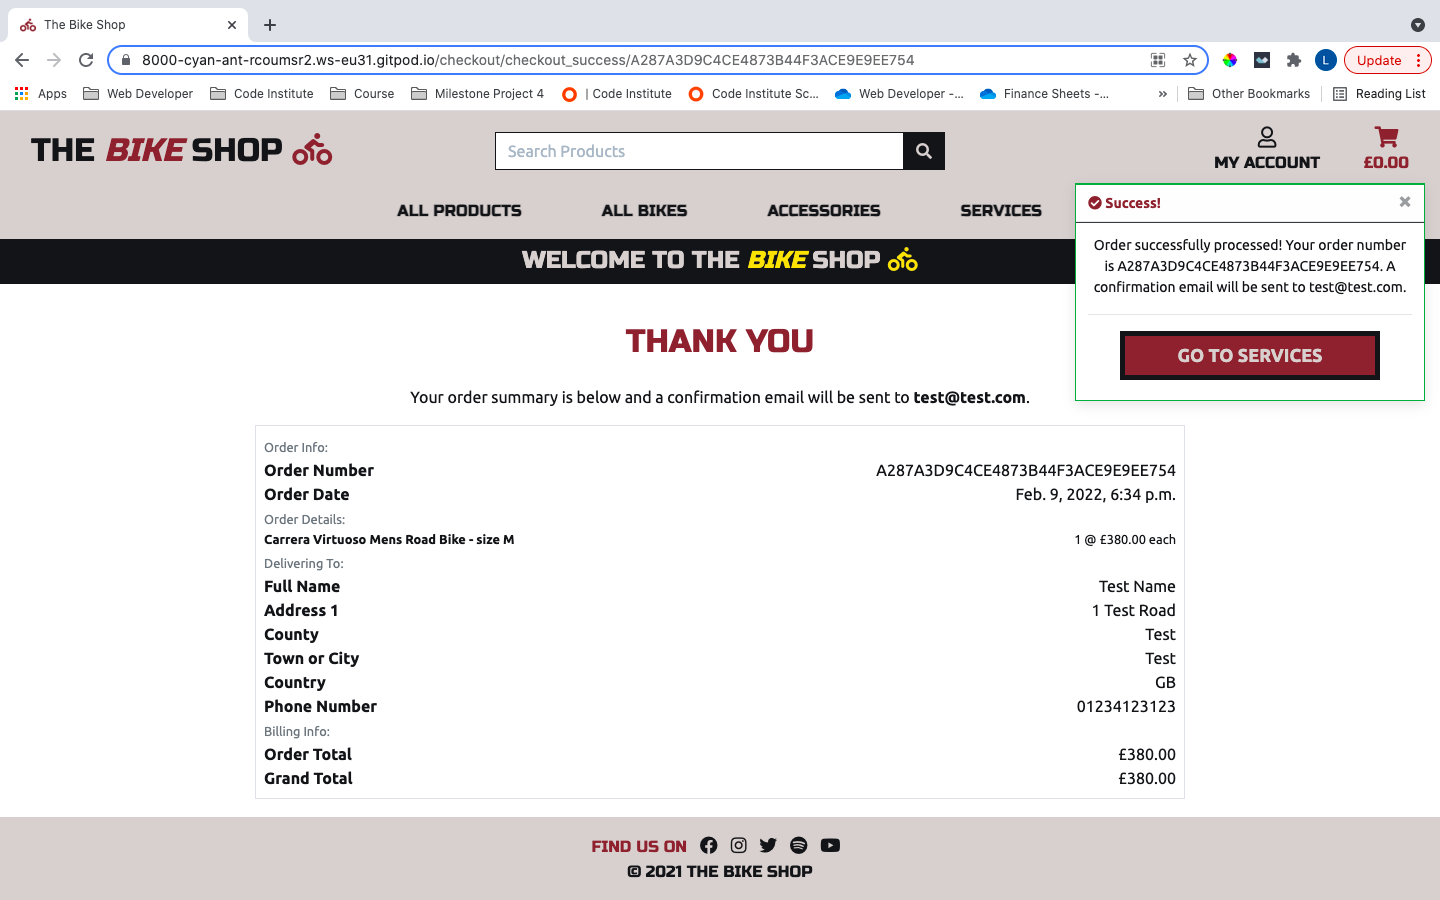 The Bike Shop
8000-cyan-ant-rcoumsr2.ws-eu31.gitpod.io/checkout/checkout_success/A287A3D9C4CE4873B44F3ACE9E9EE754
L
Update
Apps
Web Developer
Code Institute
Course
Milestone Project 4
| Code Institute
Code Institute Sc...
Web Developer -...
Finance Sheets -...
»
Other Bookmarks
Reading List
THE BIKE SHOP
Search Products
MY ACCOUNT
£0.00
ALL PRODUCTS
ALL BIKES
ACCESSORIES
SERVICES
WELCOME TO THE BIKE SHOP
Success!
Order successfully processed! Your order number
is A287A3D9C4CE4873B44F3ACE9E9EE754. A
confirmation email will be sent to test@test.com.
GO TO SERVICES
THANK YOU
Your order summary is below and a confirmation email will be sent to test@test.com.
Order Info:
Order Number A287A3D9C4CE4873B44F3ACE9E9EE754
Order Date Feb. 9, 2022, 6:34 p.m.
Order Details:
Carrera Virtuoso Mens Road Bike - size M 1 @ £380.00 each
Delivering To:
Full Name Test Name
Address 1 1 Test Road
County Test
Town or City Test
Country GB
Phone Number 01234123123
Billing Info:
Order Total £380.00
Grand Total £380.00
FIND US ON
© 2021 THE BIKE SHOP